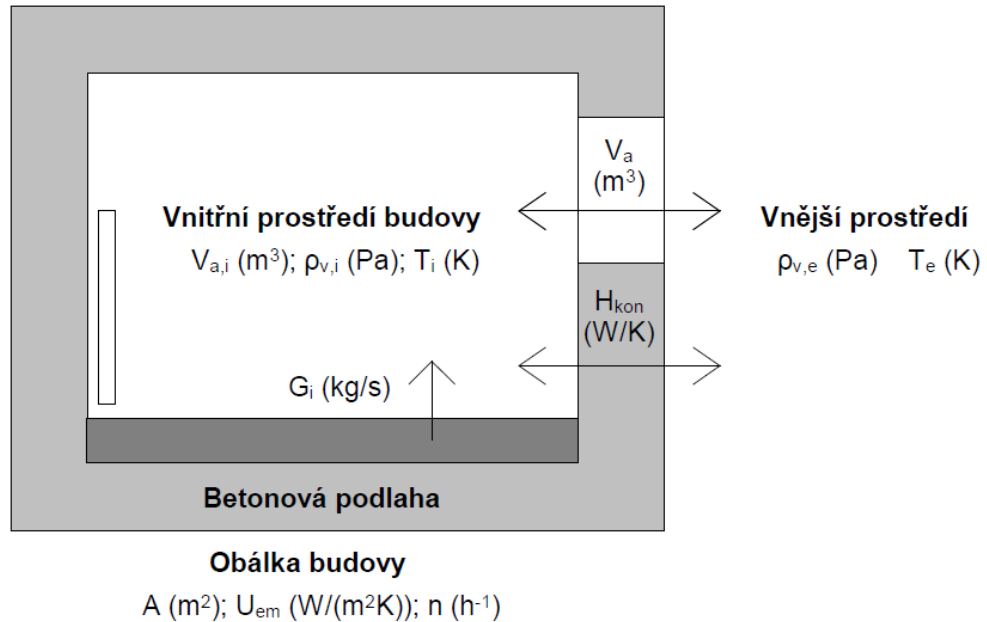 Vₐ
(m³)
Vnitřní prostředí budovy
Vₐ,ᵢ (m³); ρᵥ,ᵢ (Pa); Tᵢ (K)
Vnější prostředí
ρᵥ,ₑ (Pa) Tₑ (K)
Hₖₒₙ
(W/K)
Gᵢ (kg/s)
Betonová podlaha
Obálka budovy
A (m²); Uₑₘ (W/(m²K)); n (h⁻¹)